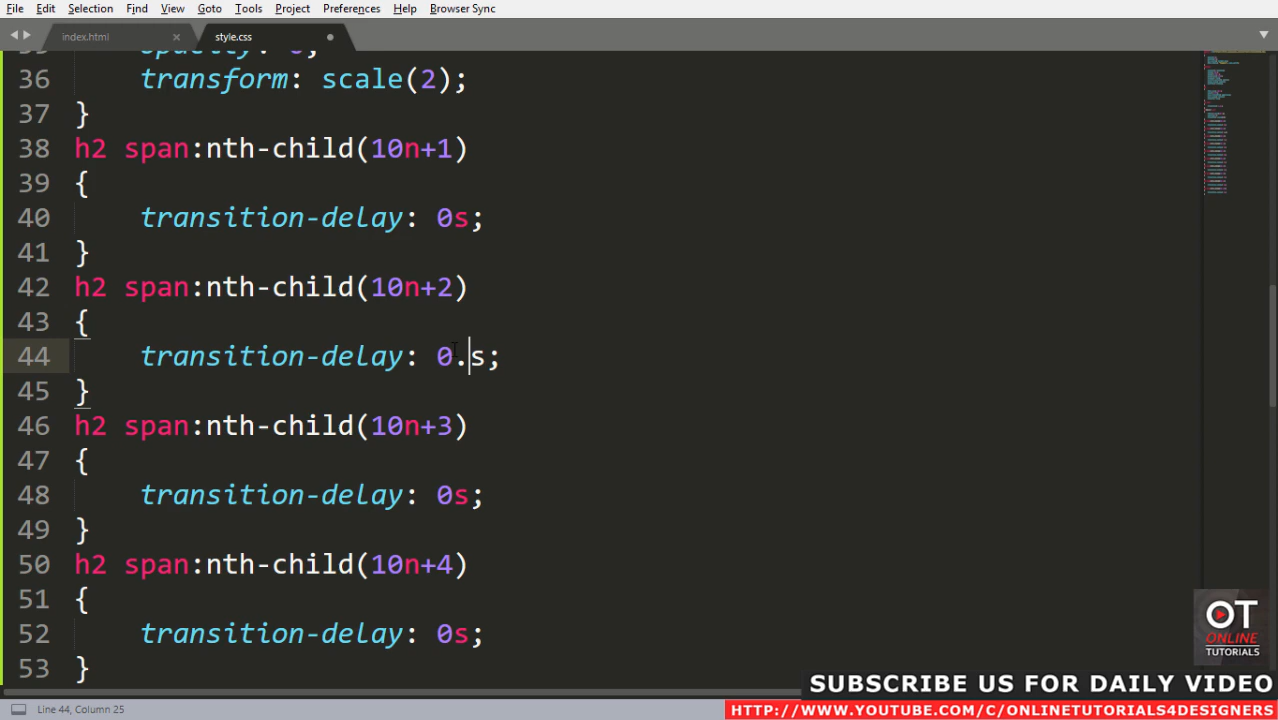 File Edit Selection Find View Goto Tools Project Preferences Help Browser Sync
index.html style.css
36 transform: scale(2);
37 }
38 h2 span:nth-child(10n+1)
39 {
40 transition-delay: 0s;
41 }
42 h2 span:nth-child(10n+2)
43 {
44 transition-delay: 0.s;
45 }
46 h2 span:nth-child(10n+3)
47 {
48 transition-delay: 0s;
49 }
50 h2 span:nth-child(10n+4)
51 {
52 transition-delay: 0s;
53 }
OT
ONLINE
TUTORIALS
SUBSCRIBE US FOR DAILY VIDEO
Line 44, Column 25
HTTP://WWW.YOUTUBE.COM/C/ONLINETUTORIALS4DESIGNERS